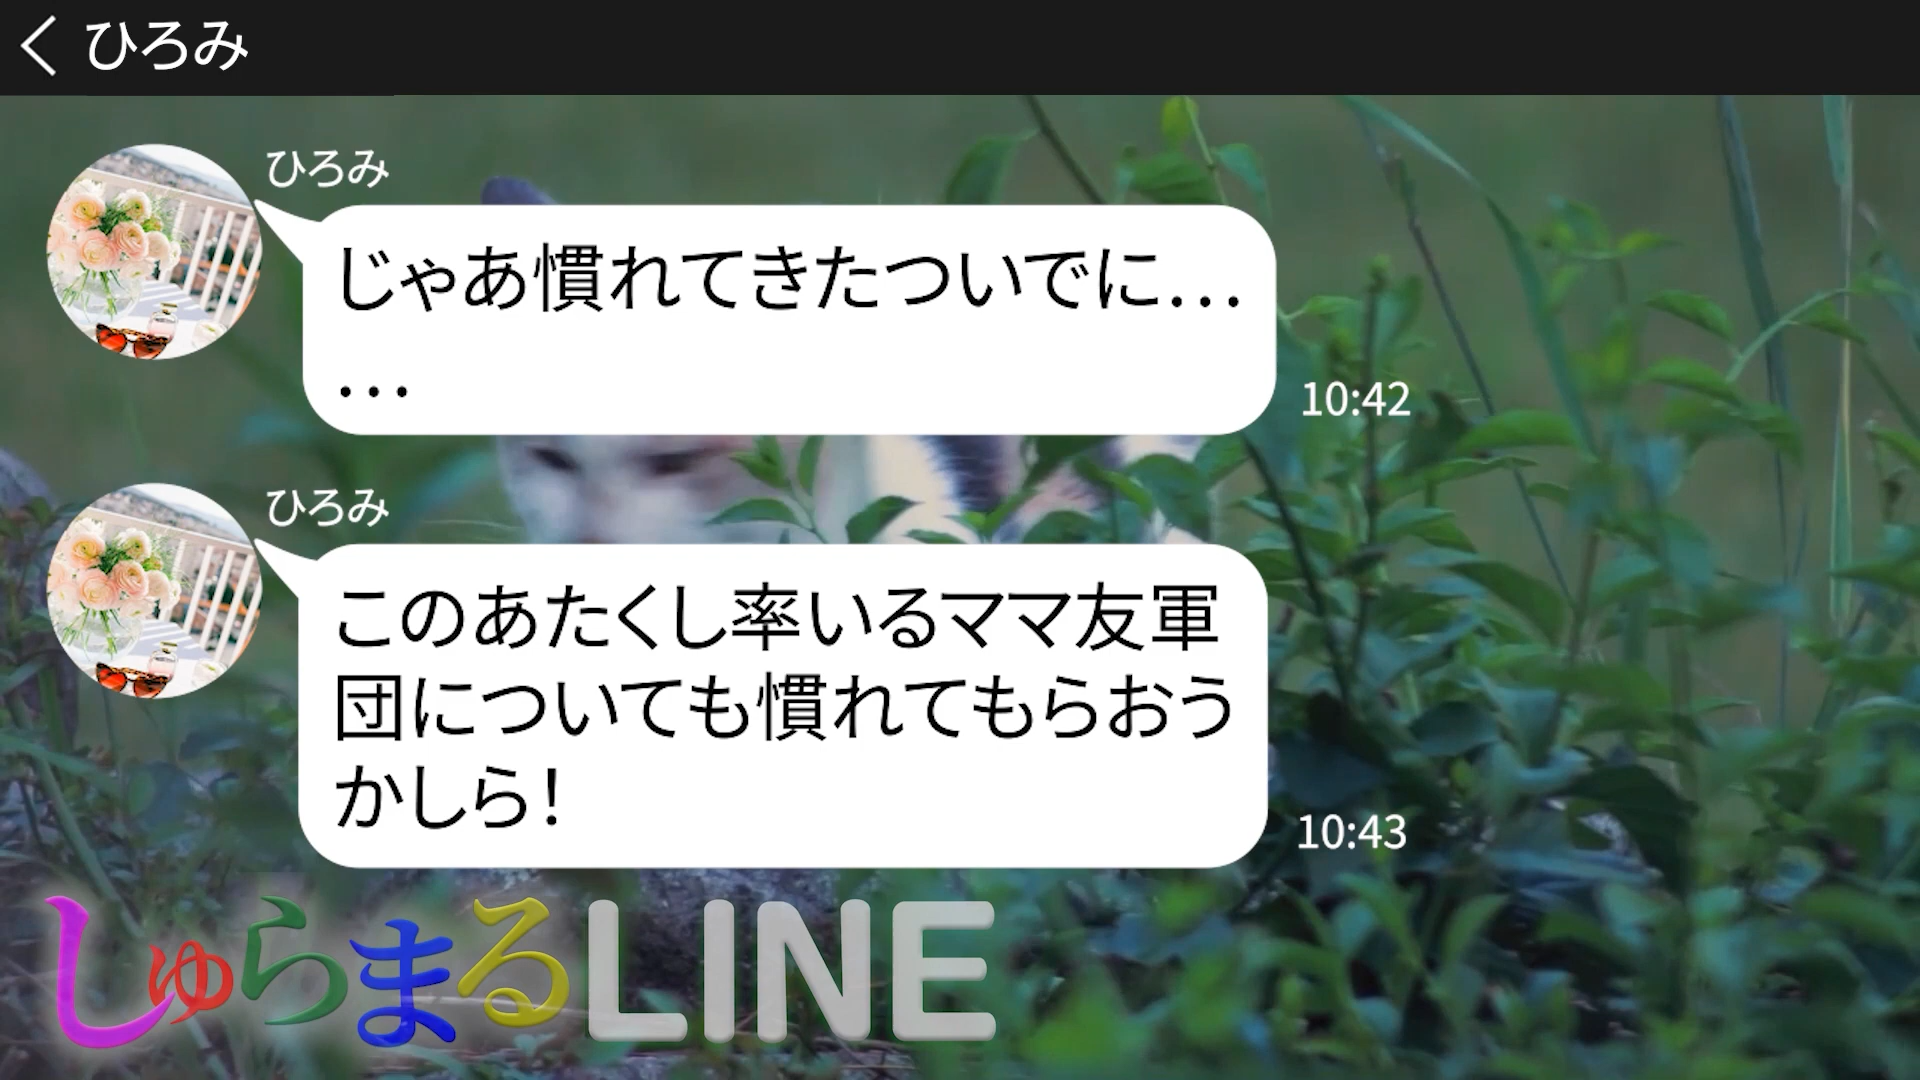 ひろみ
ひろみ
じゃあ慣れてきたついでに…
…
10:42
ひろみ
このあたくし率いるママ友軍
団についても慣れてもらおう
かしら!
10:43
しゅらまるLINE